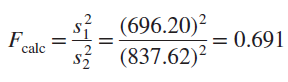 F_calc = s_1^2 / s_2^2 = (696.20)^2 / (837.62)^2 = 0.691